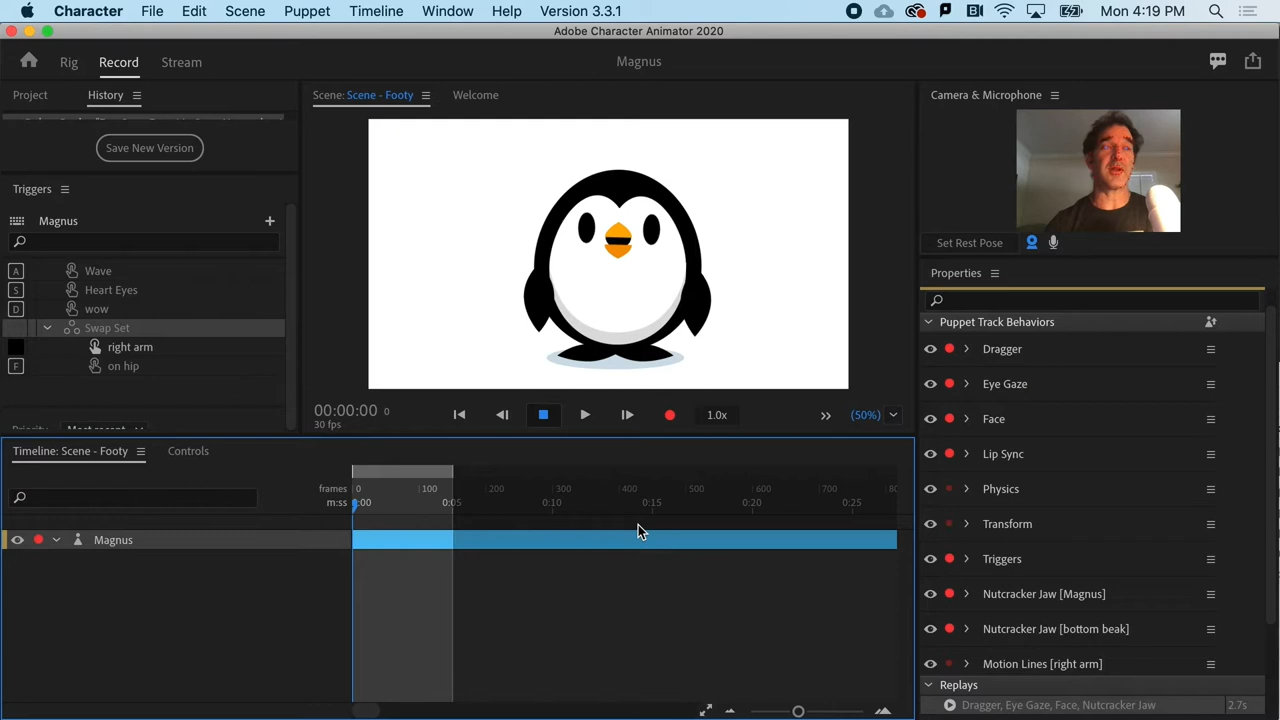 Character File Edit Scene Puppet Timeline Window Help Version 3.3.1 Mon 4:19 PM
Adobe Character Animator 2020
Rig Record Stream Magnus
Project History
Save New Version
Triggers
Magnus
A Wave
S Heart Eyes
D wow
Swap Set
right arm
F on hip
Scene: Scene - Footy Welcome
00:00:00 0
30 fps
1.0x
(50%)
Camera & Microphone
Set Rest Pose
Properties
Puppet Track Behaviors
Dragger
Eye Gaze
Face
Lip Sync
Physics
Transform
Triggers
Nutcracker Jaw [Magnus]
Nutcracker Jaw [bottom beak]
Motion Lines [right arm]
Replays
Dragger, Eye Gaze, Face, Nutcracker Jaw 2.7s
Timeline: Scene - Footy Controls
frames 0 100 200 300 400 500 600 700
m:ss 0:05 0:10 0:15 0:20 0:25
Magnus